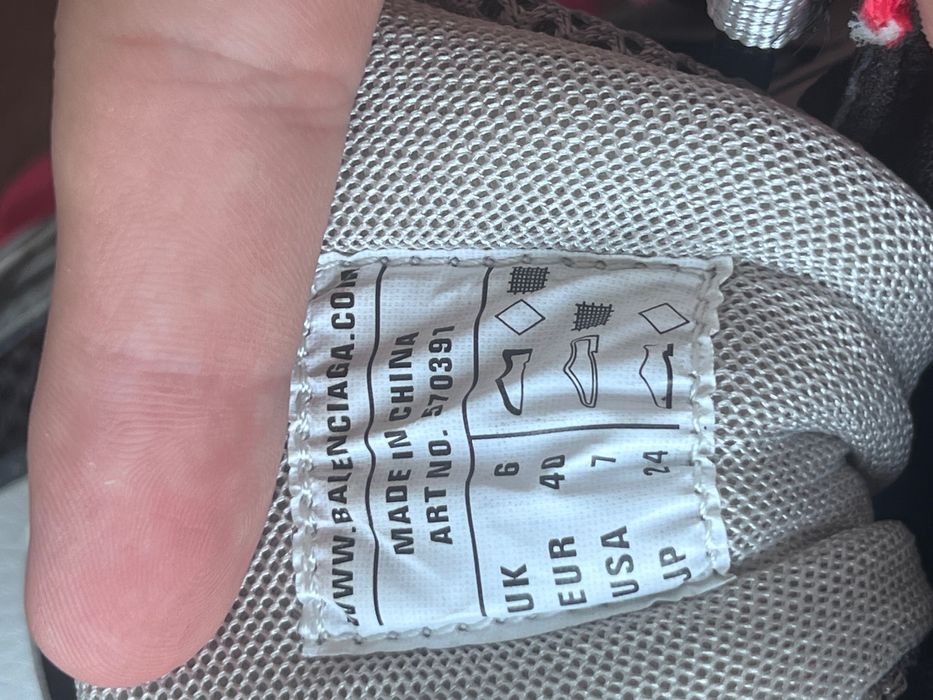 WWW.BALENCIAGA.COM
MADE IN CHINA
ART NO. 570391
UK 6
EUR 40
USA 7
JP 24